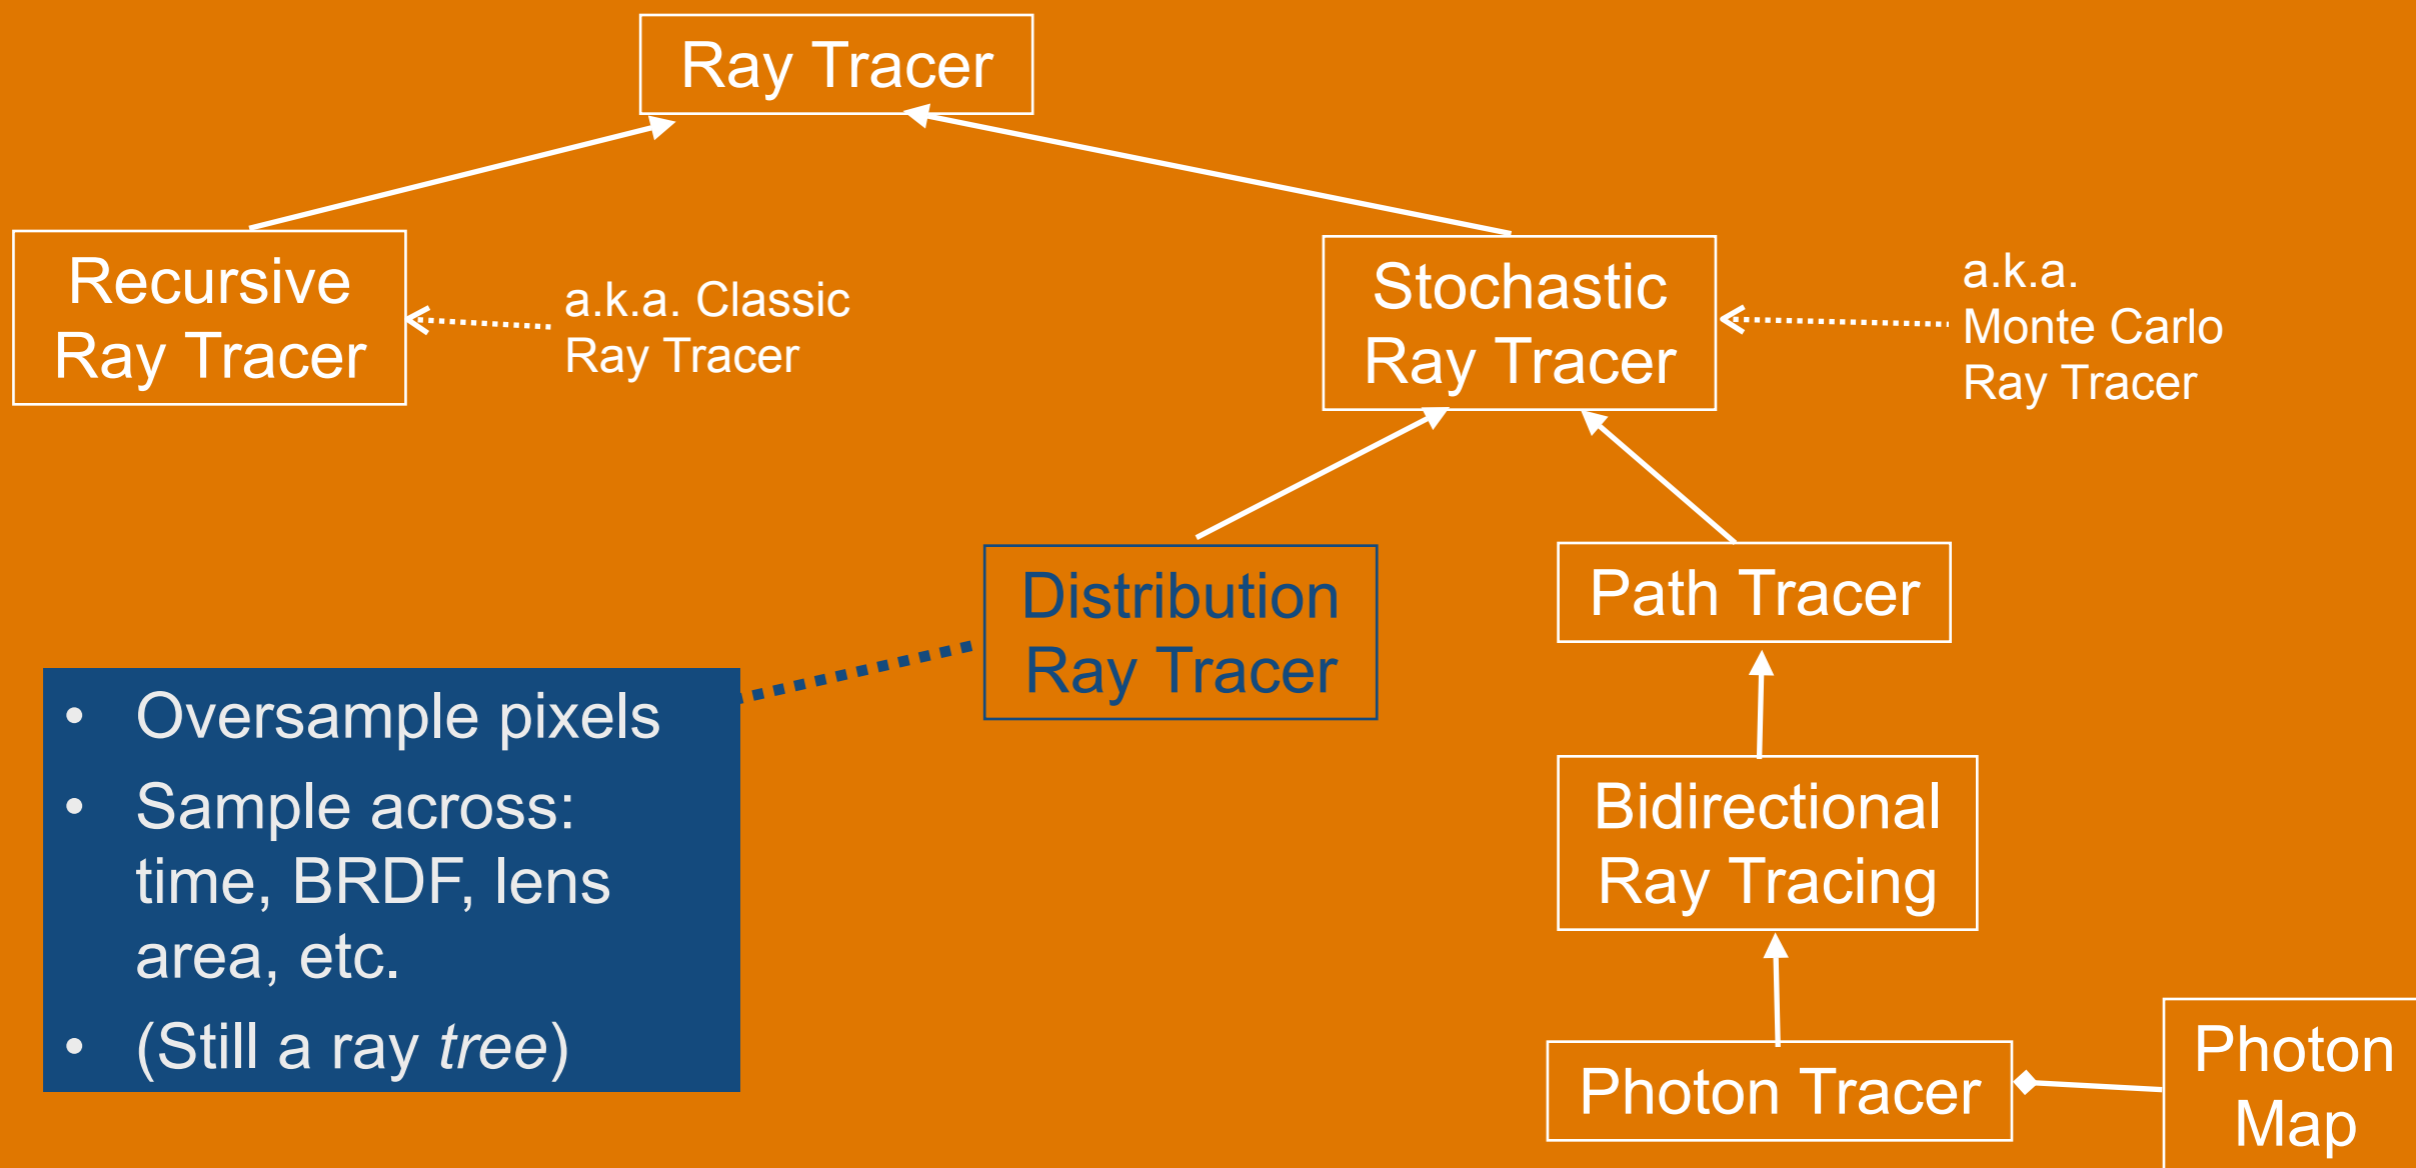 Ray Tracer
Recursive
Ray Tracer
a.k.a. Classic
Ray Tracer
Stochastic
Ray Tracer
a.k.a.
Monte Carlo
Ray Tracer
Distribution
Ray Tracer
Path Tracer
• Oversample pixels
• Sample across:
time, BRDF, lens
area, etc.
• (Still a ray tree)
Bidirectional
Ray Tracing
Photon Tracer
Photon
Map